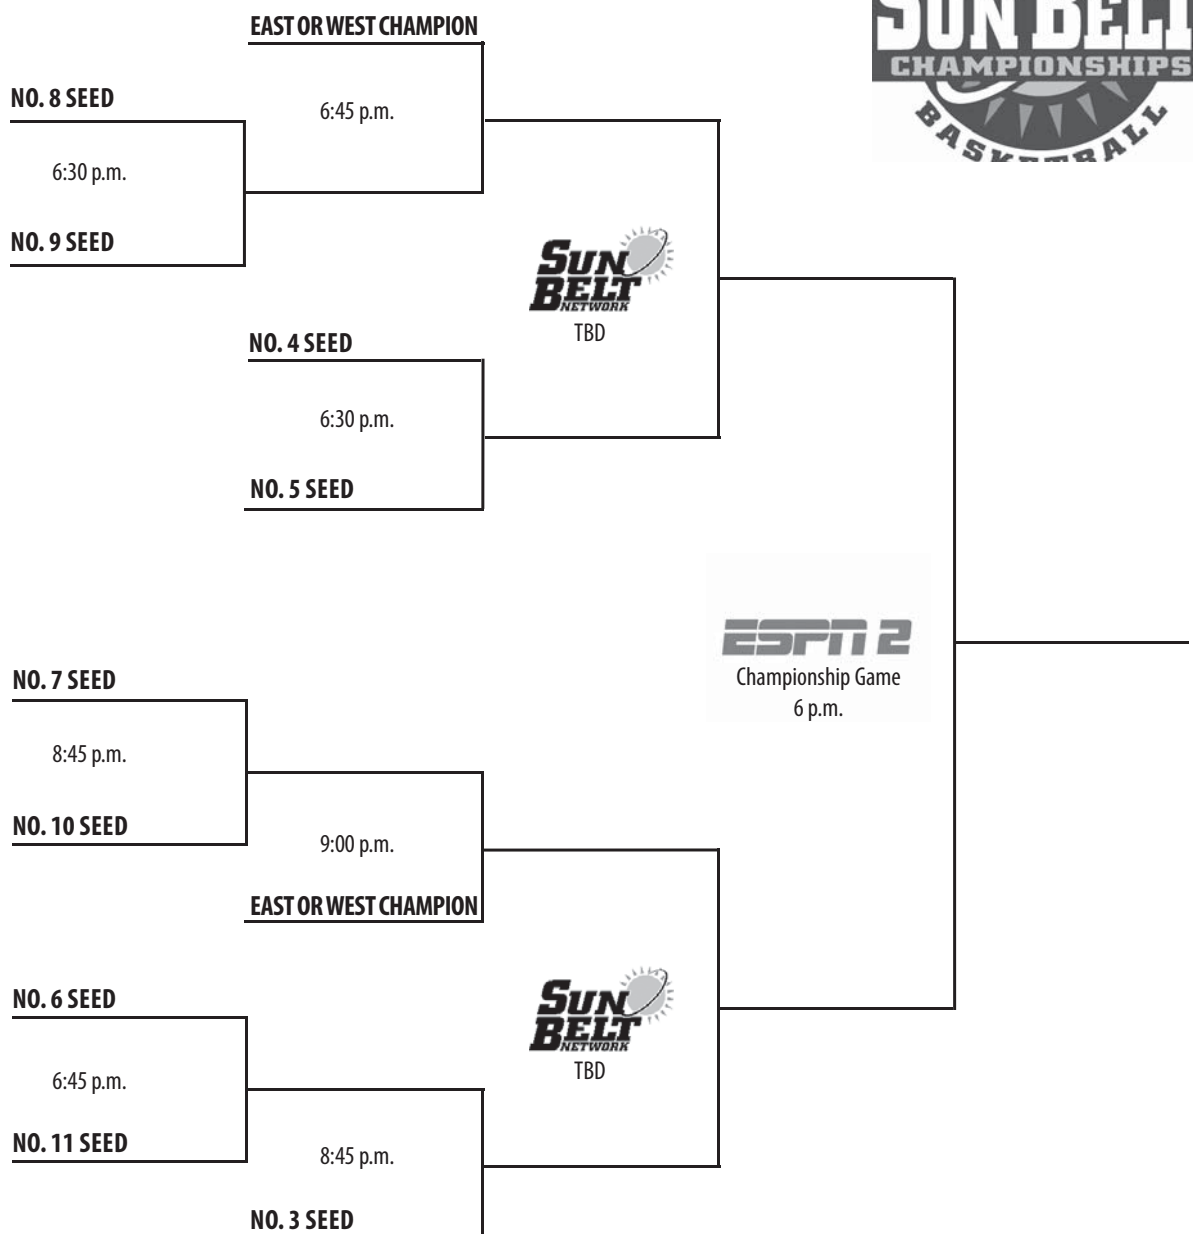 EAST OR WEST CHAMPION
SUN BELT
CHAMPIONSHIPS
BASKETBALL
NO. 8 SEED
6:45 p.m.
6:30 p.m.
NO. 9 SEED
SUN
BELT
NETWORK
TBD
NO. 4 SEED
6:30 p.m.
NO. 5 SEED
ESPN 2
Championship Game
6 p.m.
NO. 7 SEED
8:45 p.m.
NO. 10 SEED
9:00 p.m.
EAST OR WEST CHAMPION
SUN
BELT
NETWORK
TBD
NO. 6 SEED
6:45 p.m.
NO. 11 SEED
8:45 p.m.
NO. 3 SEED